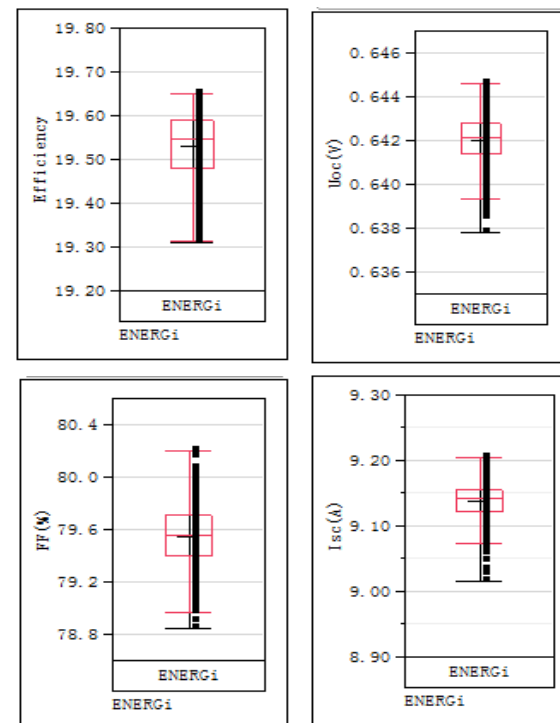 19.80
19.70
19.60
19.50
19.40
19.30
19.20
Efficiency
ENERGi
ENERGi
0.646
0.644
0.642
0.640
0.638
0.636
Uoc(V)
ENERGi
ENERGi
80.4
80.0
79.6
79.2
78.8
FF(%)
ENERGi
ENERGi
9.30
9.20
9.10
9.00
8.90
Isc(A)
ENERGi
ENERGi